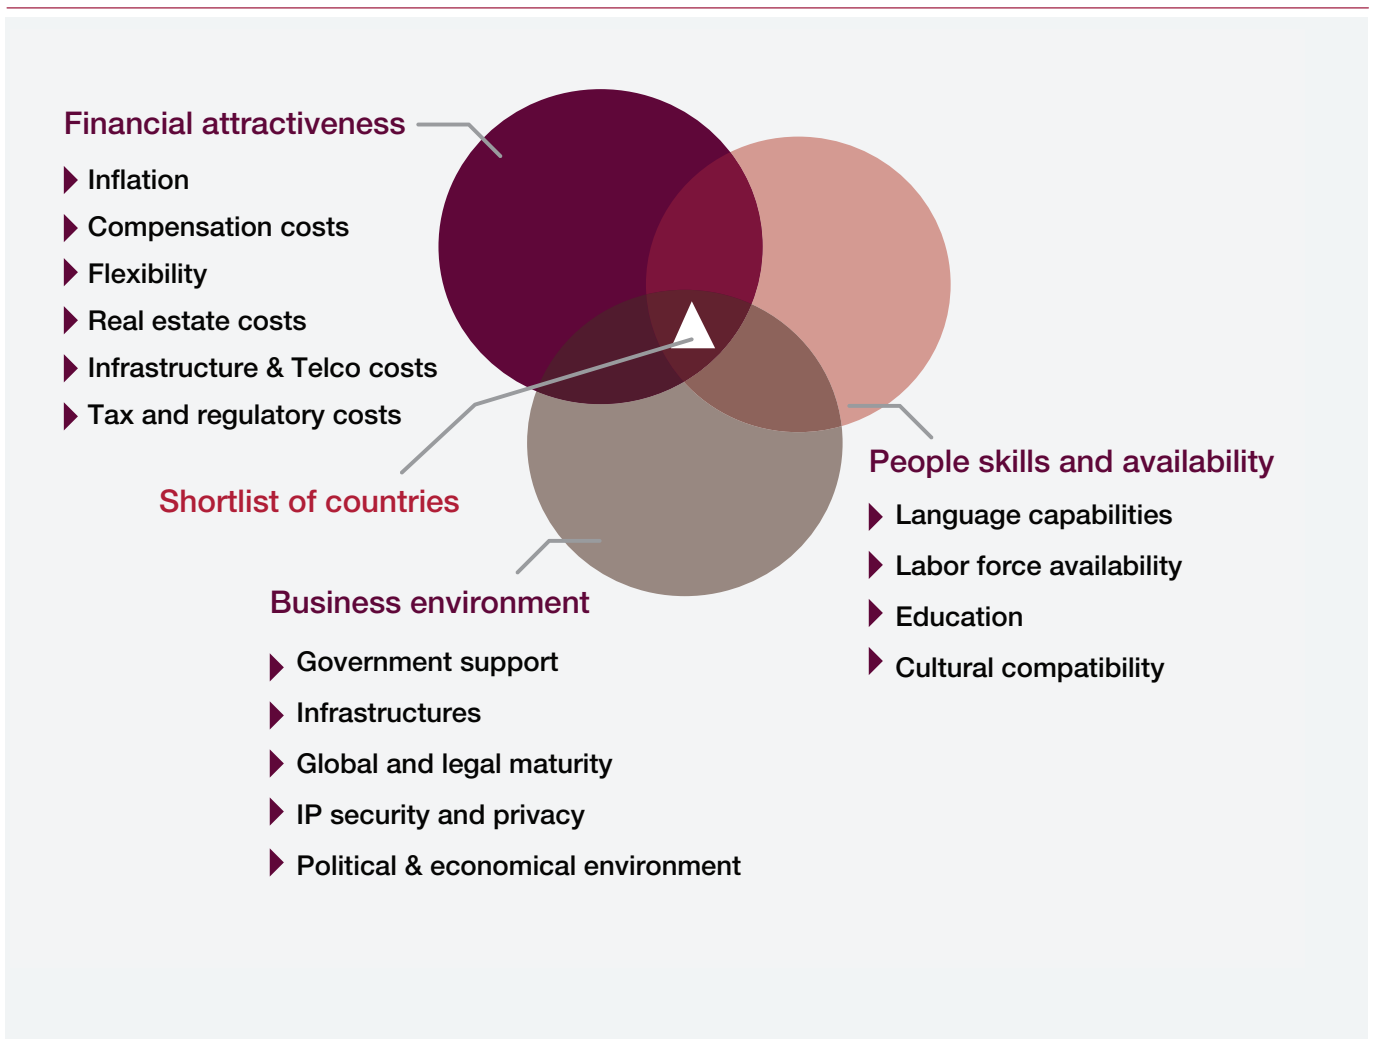 Financial attractiveness
Inflation
Compensation costs
Flexibility
Real estate costs
Infrastructure & Telco costs
Tax and regulatory costs
Shortlist of countries
People skills and availability
Language capabilities
Labor force availability
Education
Cultural compatibility
Business environment
Government support
Infrastructures
Global and legal maturity
IP security and privacy
Political & economical environment